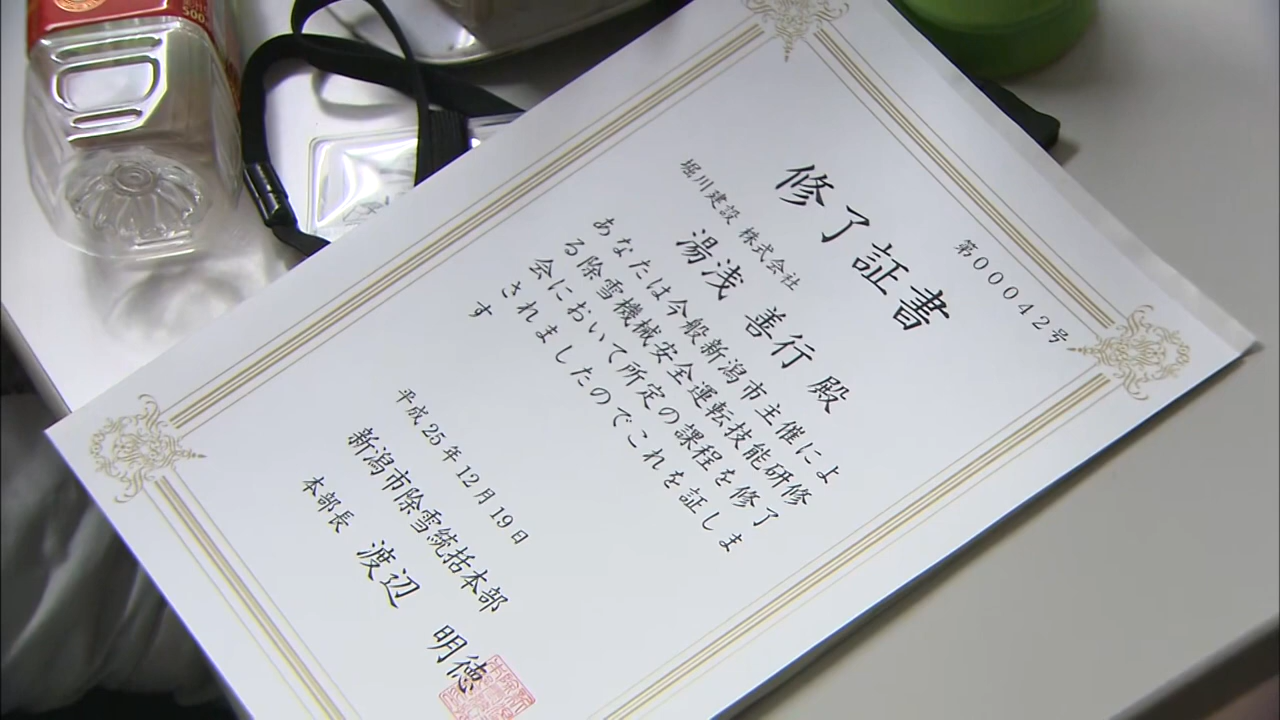 第000042号
修了証書
堀川建設 株式会社
湯浅 善行 殿
あなたは今般新潟市主催によ
る除雪機械安全運転技能研修
会において所定の課程を修了
されましたのでこれを証しま
す
平成25年12月19日
新潟市除雪統括本部
本部長 渡辺 明徳